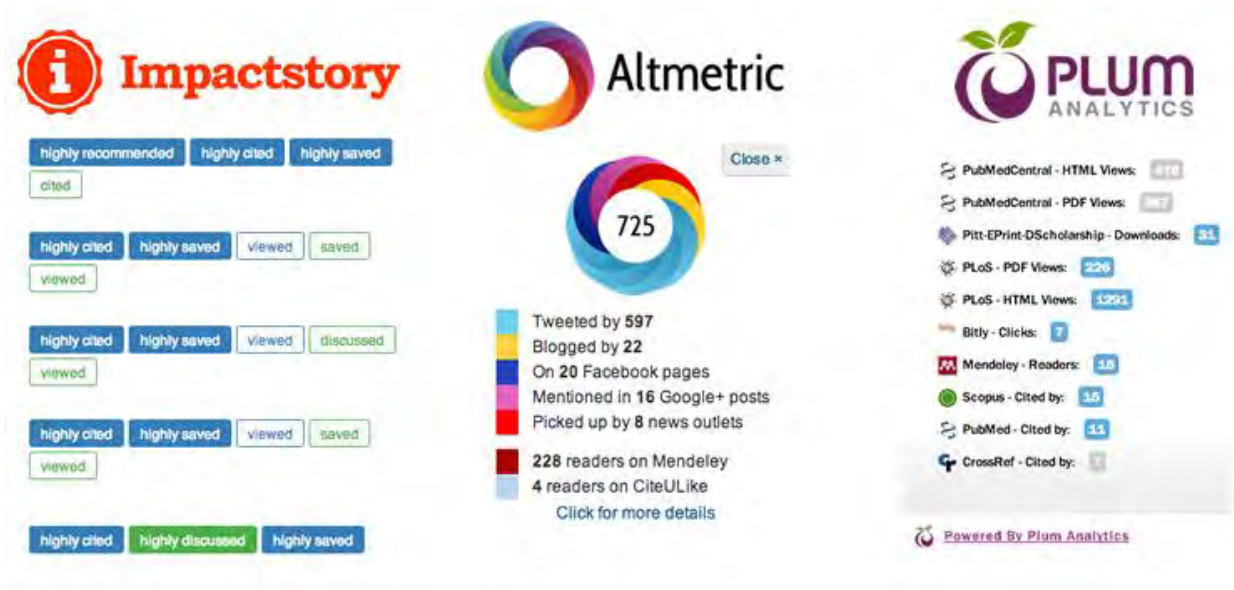 i Impactstory
highly recommended highly cited highly saved
cited
highly cited highly saved viewed saved
viewed
highly cited highly saved viewed discussed
viewed
highly cited highly saved viewed saved
viewed
highly cited highly discussed highly saved
Altmetric
Close ×
725
Tweeted by 597
Blogged by 22
On 20 Facebook pages
Mentioned in 16 Google+ posts
Picked up by 8 news outlets
228 readers on Mendeley
4 readers on CiteULike
Click for more details
PLUM
ANALYTICS
PubMedCentral - HTML Views:
PubMedCentral - PDF Views:
Pitt-EPrint-DScholarship - Downloads: 31
PLoS - PDF Views: 226
PLoS - HTML Views: 1291
Bitly - Clicks: 7
Mendeley - Readers: 15
Scopus - Cited by: 15
PubMed - Cited by: 11
CrossRef - Cited by:
Powered By Plum Analytics